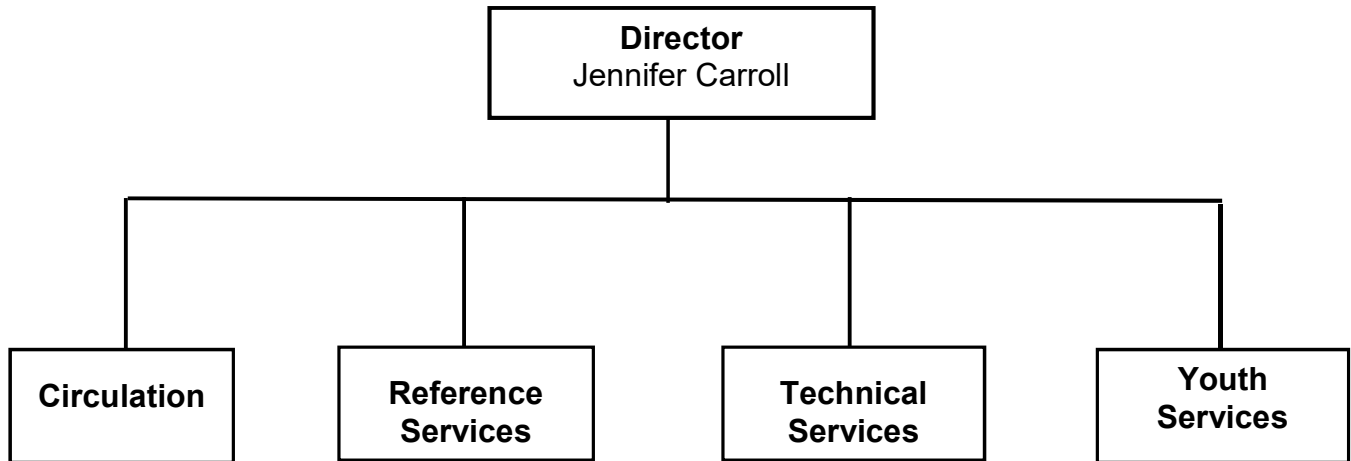 Director
Jennifer Carroll
Circulation
Reference
Services
Technical
Services
Youth
Services